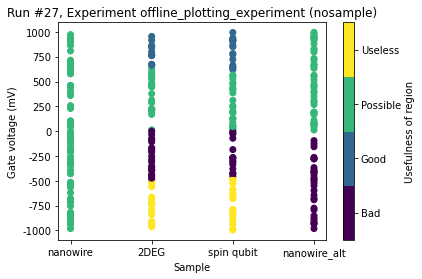 Run #27, Experiment offline_plotting_experiment (nosample)
Gate voltage (mV)
1000
750
500
250
0
-250
-500
-750
-1000
nanowire
2DEG
spin qubit
nanowire_alt
Sample
Useless
Possible
Good
Bad
Usefulness of region